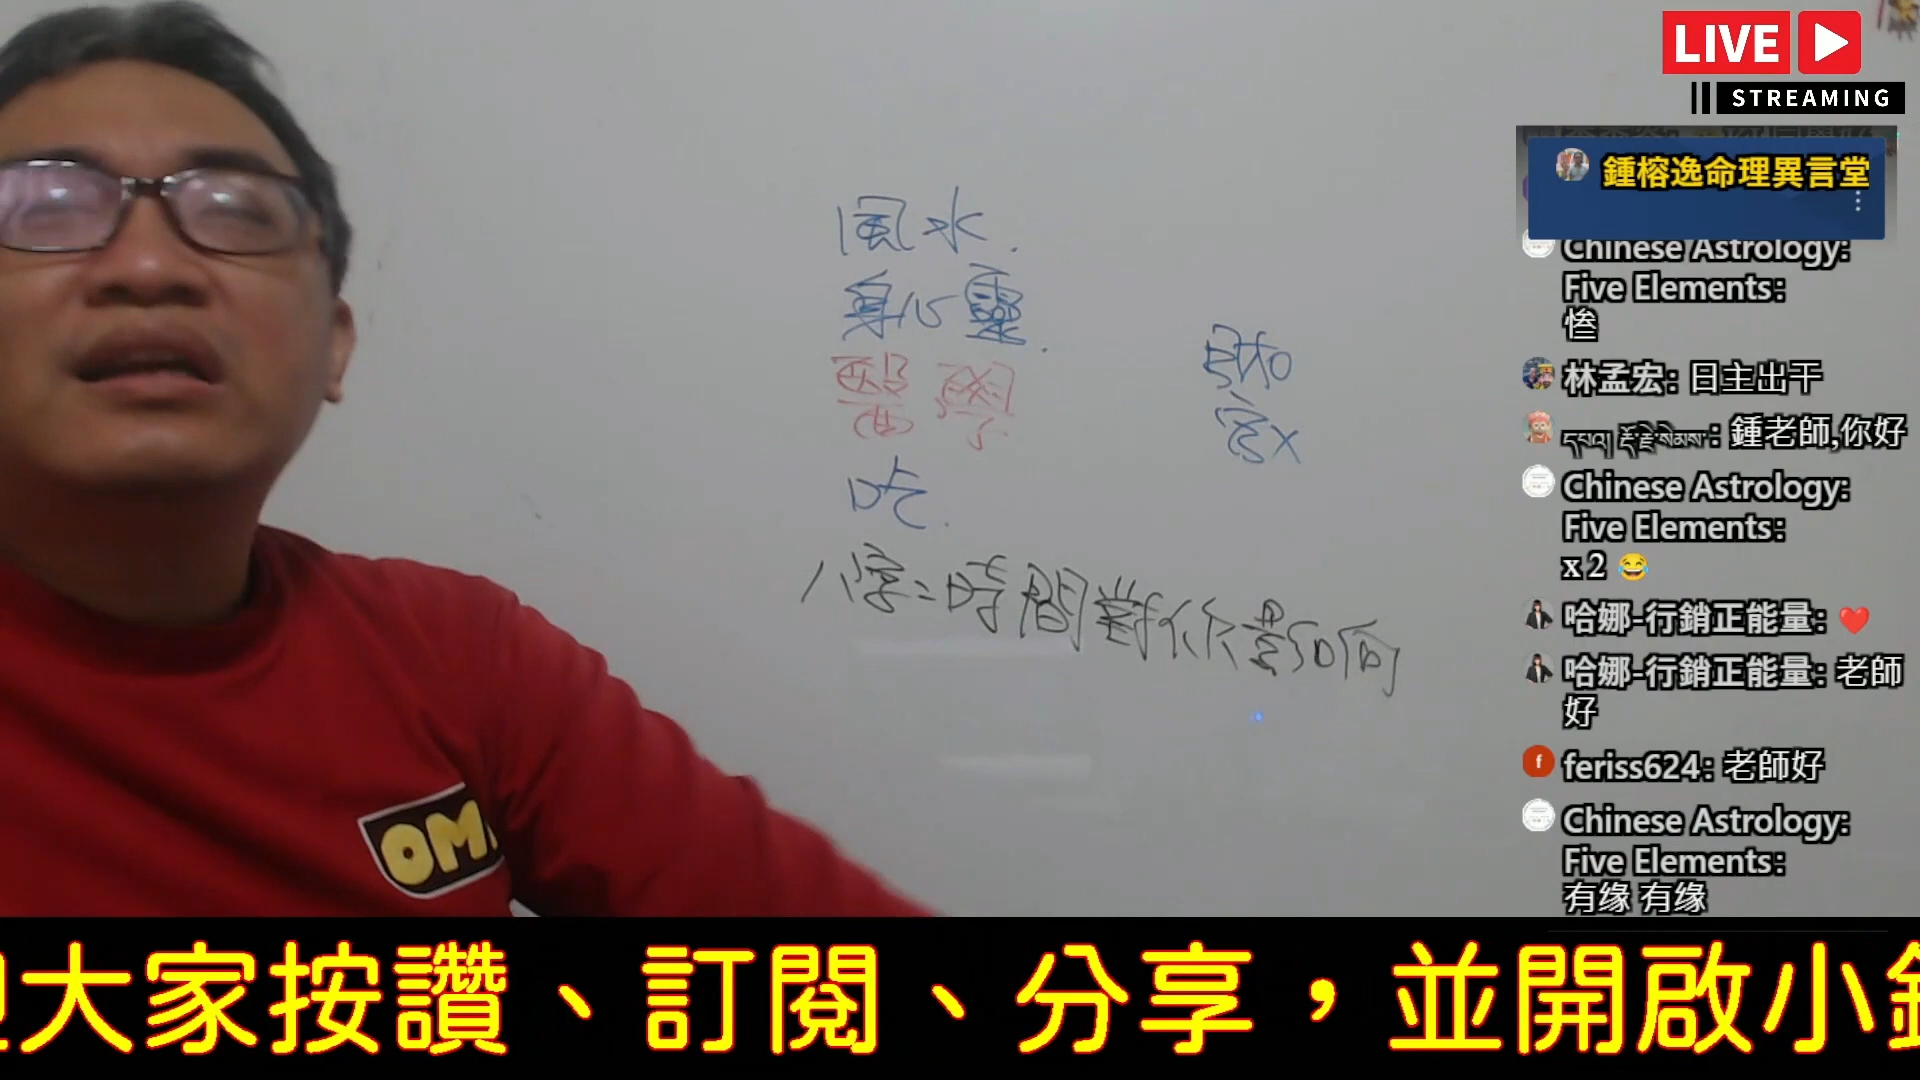 LIVE
STREAMING
鍾榕逸命理異言堂
風水.
身心靈.
醫學
吃.
八字=時間對你影响
Chinese Astrology:
Five Elements:
慘
林孟宏: 日主出干
鍾老師,你好
Chinese Astrology:
Five Elements:
x 2 😂
哈娜-行銷正能量: ❤️
哈娜-行銷正能量: 老師
好
feriss624: 老師好
Chinese Astrology:
Five Elements:
有缘 有缘
OM
大家按讚、訂閱、分享，並開啟小